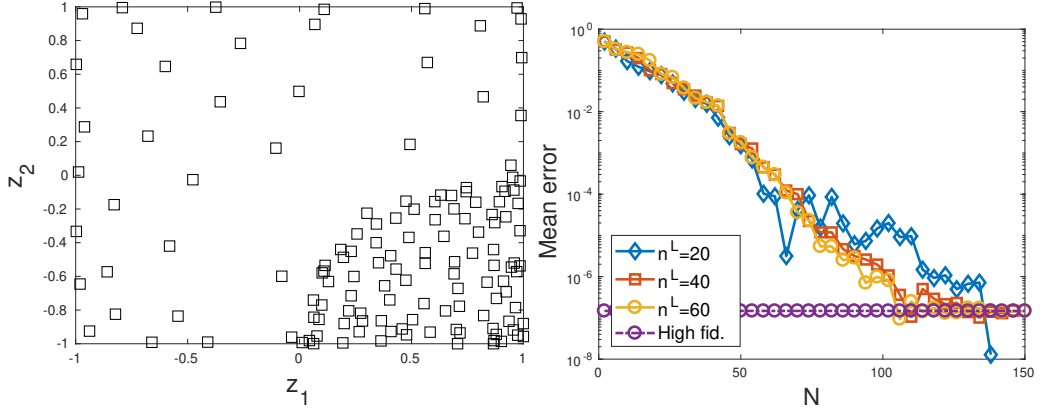 1
0.8
0.6
0.4
0.2
0
-0.2
-0.4
-0.6
-0.8
-1
z2
-1 -0.5 0 0.5 1
z1
10^0
10^-2
10^-4
10^-6
10^-8
Mean error
n^L=20
n^L=40
n^L=60
High fid.
0 50 100 150
N